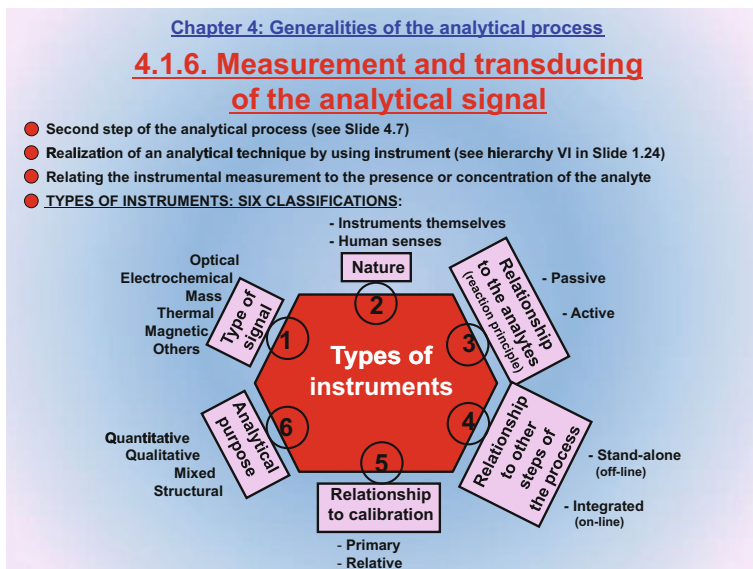 Chapter 4: Generalities of the analytical process
4.1.6. Measurement and transducing
of the analytical signal
Second step of the analytical process (see Slide 4.7)
Realization of an analytical technique by using instrument (see hierarchy VI in Slide 1.24)
Relating the instrumental measurement to the presence or concentration of the analyte
TYPES OF INSTRUMENTS: SIX CLASSIFICATIONS:
Optical
Electrochemical
Mass
Thermal
Magnetic
Others
Type of
signal
1
- Instruments themselves
- Human senses
Nature
2
Relationship
to the analytes
(reaction principle)
3
- Passive
- Active
Types of
instruments
Relationship
to other
steps of
the process
4
- Stand-alone
(off-line)
- Integrated
(on-line)
5
Relationship
to calibration
- Primary
- Relative
6
Analytical
purpose
Quantitative
Qualitative
Mixed
Structural